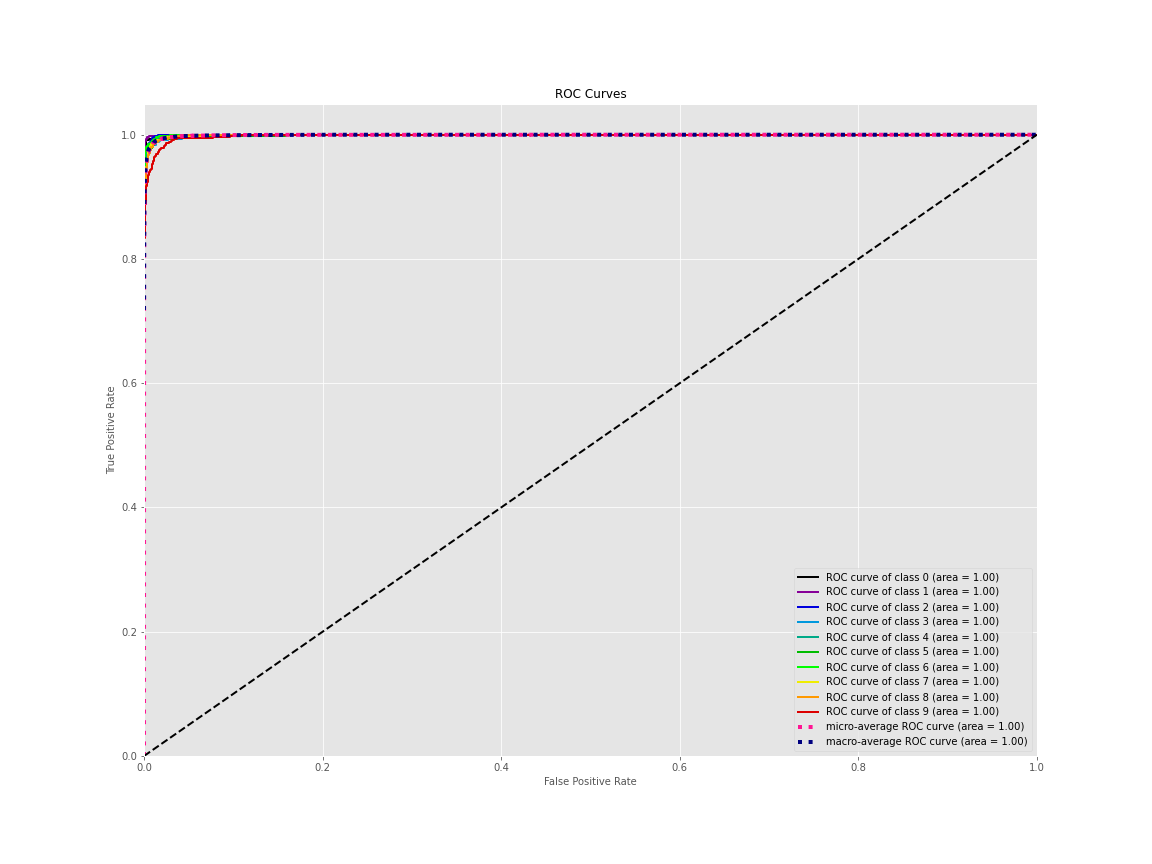 ROC Curves
1.0
0.8
0.6
0.4
0.2
0.0
True Positive Rate
0.0 0.2 0.4 0.6 0.8 1.0
False Positive Rate
ROC curve of class 0 (area = 1.00)
ROC curve of class 1 (area = 1.00)
ROC curve of class 2 (area = 1.00)
ROC curve of class 3 (area = 1.00)
ROC curve of class 4 (area = 1.00)
ROC curve of class 5 (area = 1.00)
ROC curve of class 6 (area = 1.00)
ROC curve of class 7 (area = 1.00)
ROC curve of class 8 (area = 1.00)
ROC curve of class 9 (area = 1.00)
micro-average ROC curve (area = 1.00)
macro-average ROC curve (area = 1.00)